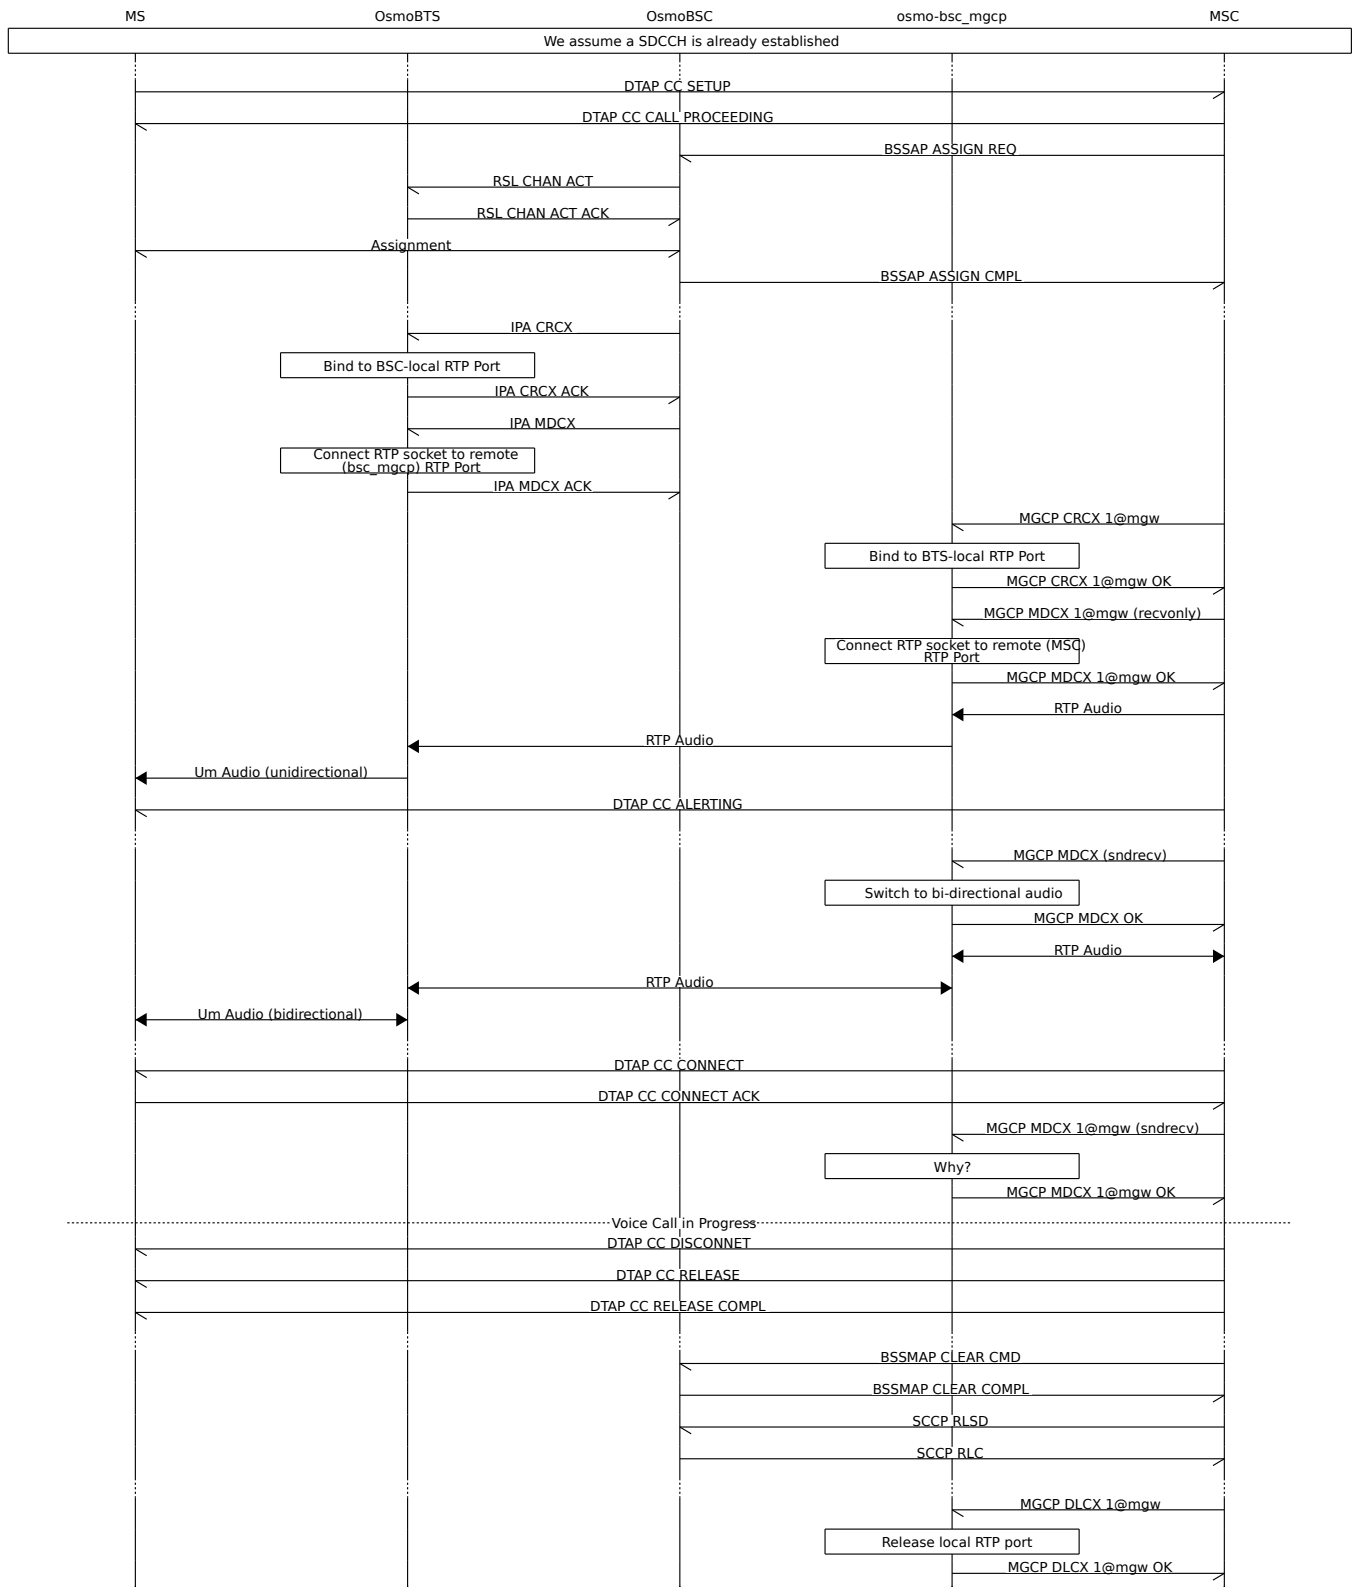 MS OsmoBTS OsmoBSC osmo-bsc_mgcp MSC
We assume a SDCCH is already established
DTAP CC SETUP
DTAP CC CALL PROCEEDING
BSSAP ASSIGN REQ
RSL CHAN ACT
RSL CHAN ACT ACK
Assignment
BSSAP ASSIGN CMPL
IPA CRCX
Bind to BSC-local RTP Port
IPA CRCX ACK
IPA MDCX
Connect RTP socket to remote
(bsc_mgcp) RTP Port
IPA MDCX ACK
MGCP CRCX 1@mgw
Bind to BTS-local RTP Port
MGCP CRCX 1@mgw OK
MGCP MDCX 1@mgw (recvonly)
Connect RTP socket to remote (MSC)
RTP Port
MGCP MDCX 1@mgw OK
RTP Audio
RTP Audio
Um Audio (unidirectional)
DTAP CC ALERTING
MGCP MDCX (sndrecv)
Switch to bi-directional audio
MGCP MDCX OK
RTP Audio
RTP Audio
Um Audio (bidirectional)
DTAP CC CONNECT
DTAP CC CONNECT ACK
MGCP MDCX 1@mgw (sndrecv)
Why?
MGCP MDCX 1@mgw OK
Voice Call in Progress
DTAP CC DISCONNET
DTAP CC RELEASE
DTAP CC RELEASE COMPL
BSSMAP CLEAR CMD
BSSMAP CLEAR COMPL
SCCP RLSD
SCCP RLC
MGCP DLCX 1@mgw
Release local RTP port
MGCP DLCX 1@mgw OK